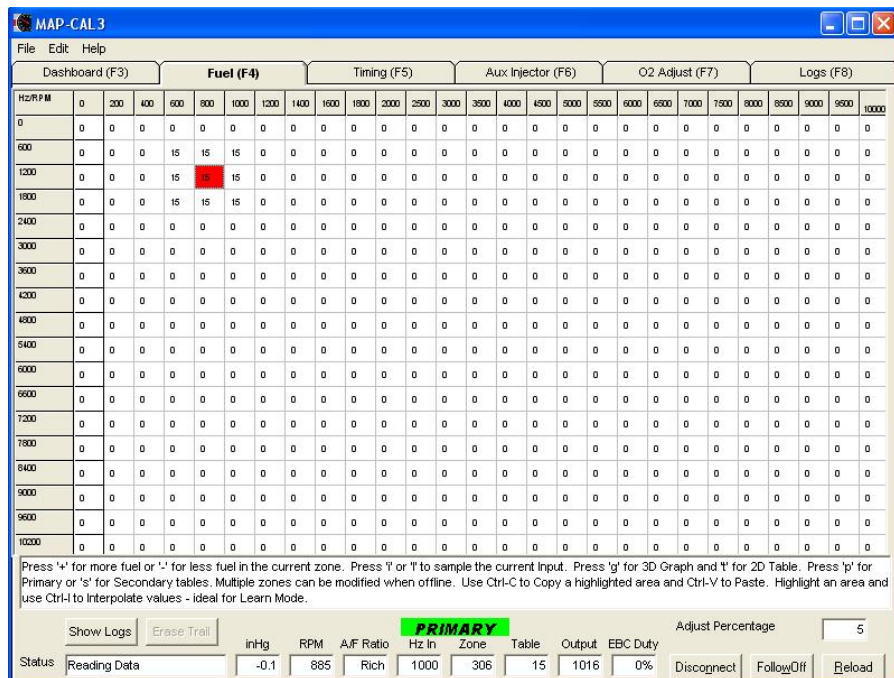 MAP-CAL3
File Edit Help
Dashboard (F3) Fuel (F4) Timing (F5) Aux Injector (F6) O2 Adjust (F7) Logs (F8)
Hz/RPM 0 200 400 600 800 1000 1200 1400 1600 1800 2000 2500 3000 3500 4000 4500 5000 5500 6000 6500 7000 7500 8000 8500 9000 9500 10000
0 0 0 0 0 0 0 0 0 0 0 0 0 0 0 0 0 0 0 0 0 0 0 0 0 0 0 0
600 0 0 0 15 15 15 0 0 0 0 0 0 0 0 0 0 0 0 0 0 0 0 0 0 0 0 0
1200 0 0 0 15 15 15 0 0 0 0 0 0 0 0 0 0 0 0 0 0 0 0 0 0 0 0 0
1800 0 0 0 15 15 15 0 0 0 0 0 0 0 0 0 0 0 0 0 0 0 0 0 0 0 0 0
2400 0 0 0 0 0 0 0 0 0 0 0 0 0 0 0 0 0 0 0 0 0 0 0 0 0 0 0
3000 0 0 0 0 0 0 0 0 0 0 0 0 0 0 0 0 0 0 0 0 0 0 0 0 0 0 0
3600 0 0 0 0 0 0 0 0 0 0 0 0 0 0 0 0 0 0 0 0 0 0 0 0 0 0 0
4200 0 0 0 0 0 0 0 0 0 0 0 0 0 0 0 0 0 0 0 0 0 0 0 0 0 0 0
4800 0 0 0 0 0 0 0 0 0 0 0 0 0 0 0 0 0 0 0 0 0 0 0 0 0 0 0
5400 0 0 0 0 0 0 0 0 0 0 0 0 0 0 0 0 0 0 0 0 0 0 0 0 0 0 0
6000 0 0 0 0 0 0 0 0 0 0 0 0 0 0 0 0 0 0 0 0 0 0 0 0 0 0 0
6600 0 0 0 0 0 0 0 0 0 0 0 0 0 0 0 0 0 0 0 0 0 0 0 0 0 0 0
7200 0 0 0 0 0 0 0 0 0 0 0 0 0 0 0 0 0 0 0 0 0 0 0 0 0 0 0
7800 0 0 0 0 0 0 0 0 0 0 0 0 0 0 0 0 0 0 0 0 0 0 0 0 0 0 0
8400 0 0 0 0 0 0 0 0 0 0 0 0 0 0 0 0 0 0 0 0 0 0 0 0 0 0 0
9000 0 0 0 0 0 0 0 0 0 0 0 0 0 0 0 0 0 0 0 0 0 0 0 0 0 0 0
9600 0 0 0 0 0 0 0 0 0 0 0 0 0 0 0 0 0 0 0 0 0 0 0 0 0 0 0
10200 0 0 0 0 0 0 0 0 0 0 0 0 0 0 0 0 0 0 0 0 0 0 0 0 0 0 0
Press '+' for more fuel or '-' for less fuel in the current zone. Press 'i' or 'I' to sample the current Input. Press 'g' for 3D Graph and 't' for 2D Table. Press 'p' for
Primary or 's' for Secondary tables. Multiple zones can be modified when offline. Use Ctrl-C to Copy a highlighted area and Ctrl-V to Paste. Highlight an area and
use Ctrl-I to Interpolate values - ideal for Learn Mode.
Show Logs Erase Trail PRIMARY Adjust Percentage 5
inHg RPM A/F Ratio Hz In Zone Table Output EBC Duty
Status Reading Data -0.1 885 Rich 1000 306 15 1016 0% Disconnect FollowOff Reload